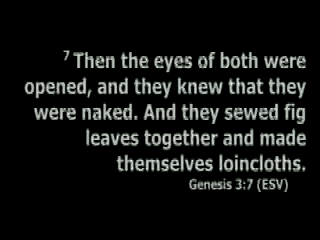 7 Then the eyes of both were
opened, and they knew that they
were naked. And they sewed fig
leaves together and made
themselves loincloths.
Genesis 3:7 (ESV)